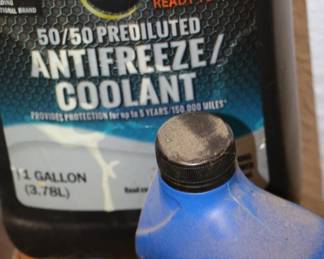 50/50 PREDILUTED
ANTIFREEZE/
COOLANT
PROVIDES PROTECTION for up to 5 YEARS/150,000 MILES*
1 GALLON
(3.78L)
Read